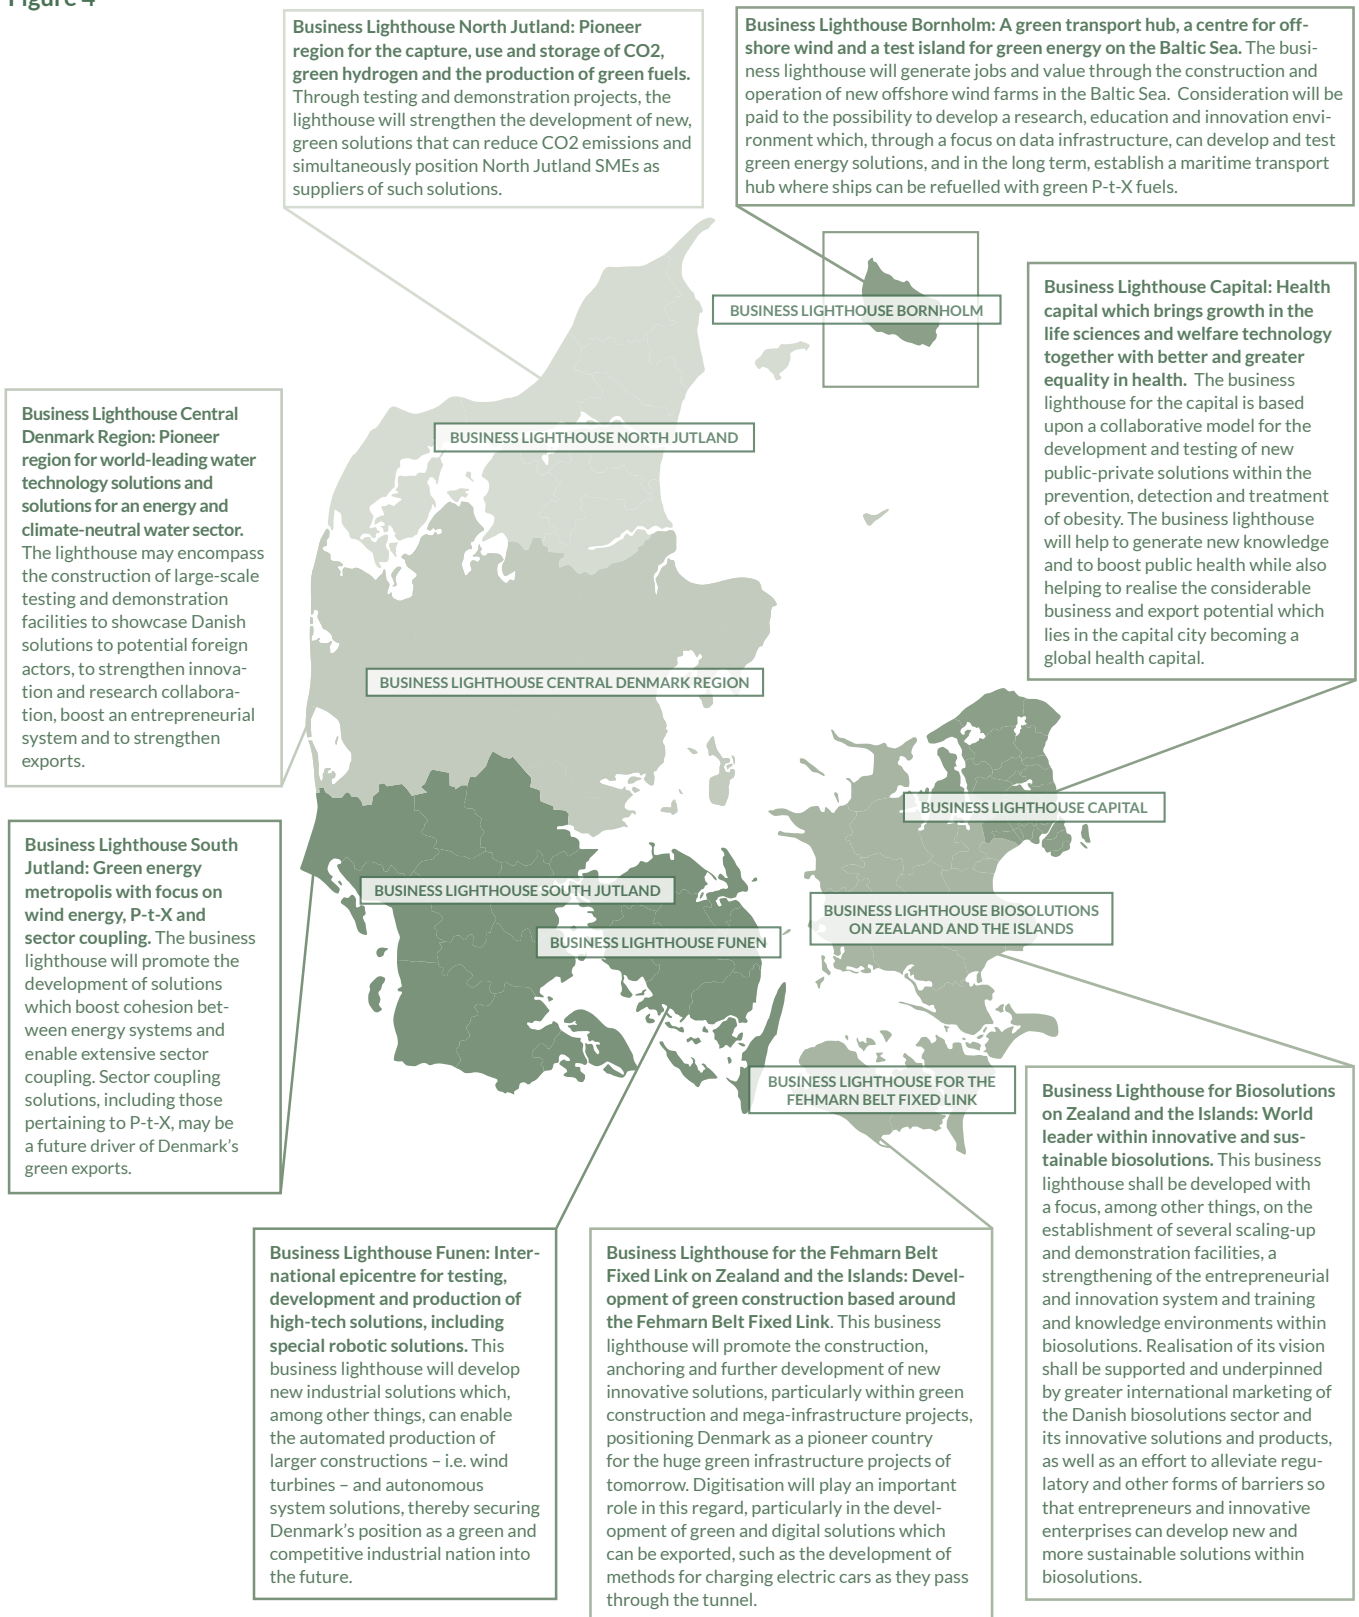 Figure 4
Business Lighthouse North Jutland: Pioneer
region for the capture, use and storage of CO2,
green hydrogen and the production of green fuels.
Through testing and demonstration projects, the
lighthouse will strengthen the development of new,
green solutions that can reduce CO2 emissions and
simultaneously position North Jutland SMEs as
suppliers of such solutions.
Business Lighthouse Bornholm: A green transport hub, a centre for off-
shore wind and a test island for green energy on the Baltic Sea. The busi-
ness lighthouse will generate jobs and value through the construction and
operation of new offshore wind farms in the Baltic Sea. Consideration will be
paid to the possibility to develop a research, education and innovation envi-
ronment which, through a focus on data infrastructure, can develop and test
green energy solutions, and in the long term, establish a maritime transport
hub where ships can be refuelled with green P-t-X fuels.
BUSINESS LIGHTHOUSE BORNHOLM
Business Lighthouse Capital: Health
capital which brings growth in the
life sciences and welfare technology
together with better and greater
equality in health. The business
lighthouse for the capital is based
upon a collaborative model for the
development and testing of new
public-private solutions within the
prevention, detection and treatment
of obesity. The business lighthouse
will help to generate new knowledge
and to boost public health while also
helping to realise the considerable
business and export potential which
lies in the capital city becoming a
global health capital.
Business Lighthouse Central
Denmark Region: Pioneer
region for world-leading water
technology solutions and
solutions for an energy and
climate-neutral water sector.
The lighthouse may encompass
the construction of large-scale
testing and demonstration
facilities to showcase Danish
solutions to potential foreign
actors, to strengthen innova-
tion and research collabora-
tion, boost an entrepreneurial
system and to strengthen
exports.
BUSINESS LIGHTHOUSE NORTH JUTLAND
BUSINESS LIGHTHOUSE CENTRAL DENMARK REGION
BUSINESS LIGHTHOUSE CAPITAL
Business Lighthouse South
Jutland: Green energy
metropolis with focus on
wind energy, P-t-X and
sector coupling. The business
lighthouse will promote the
development of solutions
which boost cohesion bet-
ween energy systems and
enable extensive sector
coupling. Sector coupling
solutions, including those
pertaining to P-t-X, may be
a future driver of Denmark's
green exports.
BUSINESS LIGHTHOUSE SOUTH JUTLAND
BUSINESS LIGHTHOUSE FUNEN
BUSINESS LIGHTHOUSE BIOSOLUTIONS
ON ZEALAND AND THE ISLANDS
BUSINESS LIGHTHOUSE FOR THE
FEHMARN BELT FIXED LINK
Business Lighthouse Funen: Inter-
national epicentre for testing,
development and production of
high-tech solutions, including
special robotic solutions. This
business lighthouse will develop
new industrial solutions which,
among other things, can enable
the automated production of
larger constructions – i.e. wind
turbines – and autonomous
system solutions, thereby securing
Denmark's position as a green and
competitive industrial nation into
the future.
Business Lighthouse for the Fehmarn Belt
Fixed Link on Zealand and the Islands: Devel-
opment of green construction based around
the Fehmarn Belt Fixed Link. This business
lighthouse will promote the construction,
anchoring and further development of new
innovative solutions, particularly within green
construction and mega-infrastructure projects,
positioning Denmark as a pioneer country
for the huge green infrastructure projects of
tomorrow. Digitisation will play an important
role in this regard, particularly in the devel-
opment of green and digital solutions which
can be exported, such as the development of
methods for charging electric cars as they pass
through the tunnel.
Business Lighthouse for Biosolutions
on Zealand and the Islands: World
leader within innovative and sus-
tainable biosolutions. This business
lighthouse shall be developed with
a focus, among other things, on the
establishment of several scaling-up
and demonstration facilities, a
strengthening of the entrepreneurial
and innovation system and training
and knowledge environments within
biosolutions. Realisation of its vision
shall be supported and underpinned
by greater international marketing of
the Danish biosolutions sector and
its innovative solutions and products,
as well as an effort to alleviate regu-
latory and other forms of barriers so
that entrepreneurs and innovative
enterprises can develop new and
more sustainable solutions within
biosolutions.